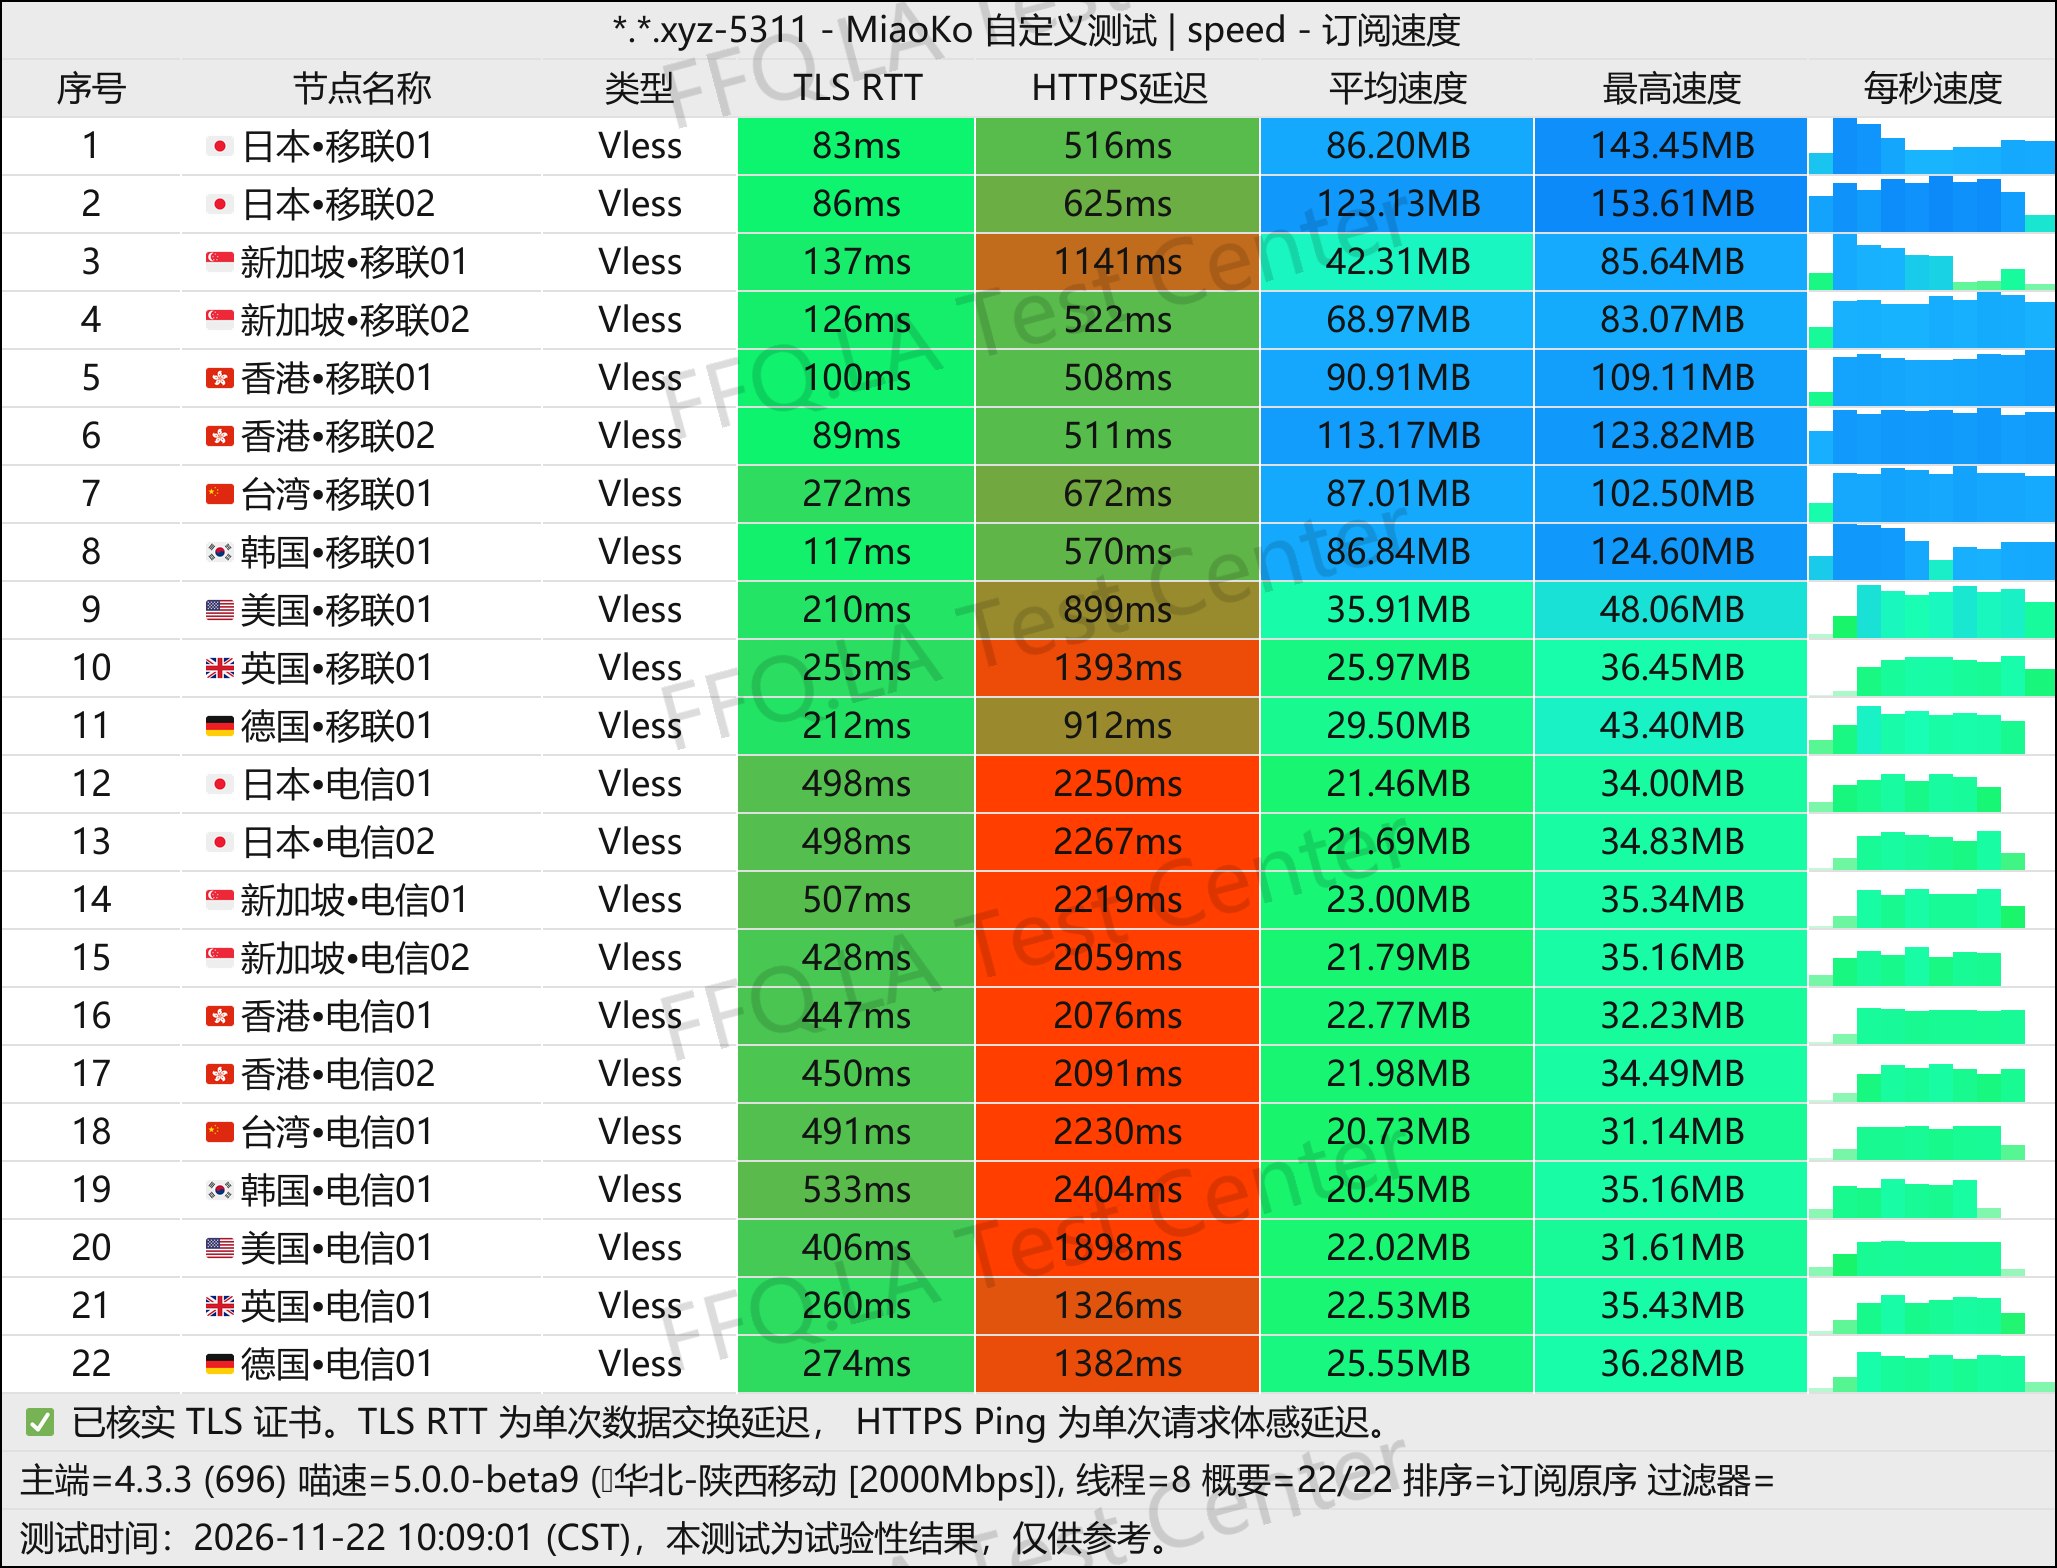 *.*.xyz-5311 - MiaoKo 自定义测试 | speed - 订阅速度
序号 节点名称 类型 TLS RTT HTTPS延迟 平均速度 最高速度 每秒速度
1 日本•移联01 Vless 83ms 516ms 86.20MB 143.45MB
2 日本•移联02 Vless 86ms 625ms 123.13MB 153.61MB
3 新加坡•移联01 Vless 137ms 1141ms 42.31MB 85.64MB
4 新加坡•移联02 Vless 126ms 522ms 68.97MB 83.07MB
5 香港•移联01 Vless 100ms 508ms 90.91MB 109.11MB
6 香港•移联02 Vless 89ms 511ms 113.17MB 123.82MB
7 台湾•移联01 Vless 272ms 672ms 87.01MB 102.50MB
8 韩国•移联01 Vless 117ms 570ms 86.84MB 124.60MB
9 美国•移联01 Vless 210ms 899ms 35.91MB 48.06MB
10 英国•移联01 Vless 255ms 1393ms 25.97MB 36.45MB
11 德国•移联01 Vless 212ms 912ms 29.50MB 43.40MB
12 日本•电信01 Vless 498ms 2250ms 21.46MB 34.00MB
13 日本•电信02 Vless 498ms 2267ms 21.69MB 34.83MB
14 新加坡•电信01 Vless 507ms 2219ms 23.00MB 35.34MB
15 新加坡•电信02 Vless 428ms 2059ms 21.79MB 35.16MB
16 香港•电信01 Vless 447ms 2076ms 22.77MB 32.23MB
17 香港•电信02 Vless 450ms 2091ms 21.98MB 34.49MB
18 台湾•电信01 Vless 491ms 2230ms 20.73MB 31.14MB
19 韩国•电信01 Vless 533ms 2404ms 20.45MB 35.16MB
20 美国•电信01 Vless 406ms 1898ms 22.02MB 31.61MB
21 英国•电信01 Vless 260ms 1326ms 22.53MB 35.43MB
22 德国•电信01 Vless 274ms 1382ms 25.55MB 36.28MB
✅ 已核实 TLS 证书。TLS RTT 为单次数据交换延迟， HTTPS Ping 为单次请求体感延迟。
主端=4.3.3 (696) 喵速=5.0.0-beta9 (华北-陕西移动 [2000Mbps]), 线程=8 概要=22/22 排序=订阅原序 过滤器=
测试时间：2026-11-22 10:09:01 (CST)，本测试为试验性结果，仅供参考。
FFQ.LA Test Center